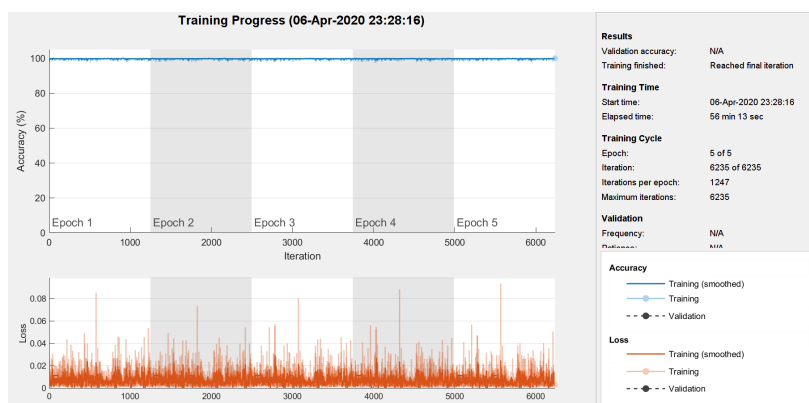 Training Progress (06-Apr-2020 23:28:16)
100
80
60
40
20
0
Accuracy (%)
Epoch 1
Epoch 2
Epoch 3
Epoch 4
Epoch 5
0 1000 2000 3000 4000 5000 6000
Iteration
0.08
0.06
0.04
0.02
0
Loss
0 1000 2000 3000 4000 5000 6000
Results
Validation accuracy: N/A
Training finished: Reached final iteration
Training Time
Start time: 06-Apr-2020 23:28:16
Elapsed time: 56 min 13 sec
Training Cycle
Epoch: 5 of 5
Iteration: 6235 of 6235
Iterations per epoch: 1247
Maximum iterations: 6235
Validation
Frequency: N/A
Patience: N/A
Accuracy
Training (smoothed)
Training
Validation
Loss
Training (smoothed)
Training
Validation